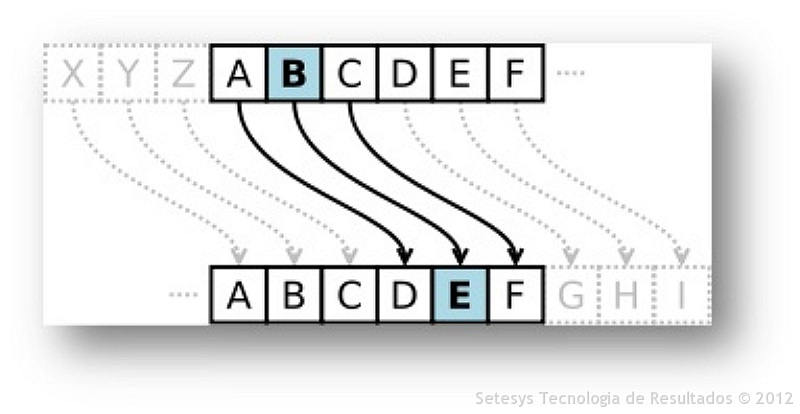 X Y Z A B C D E F ....
.... A B C D E F G H I
Setesys Tecnologia de Resultados © 2012